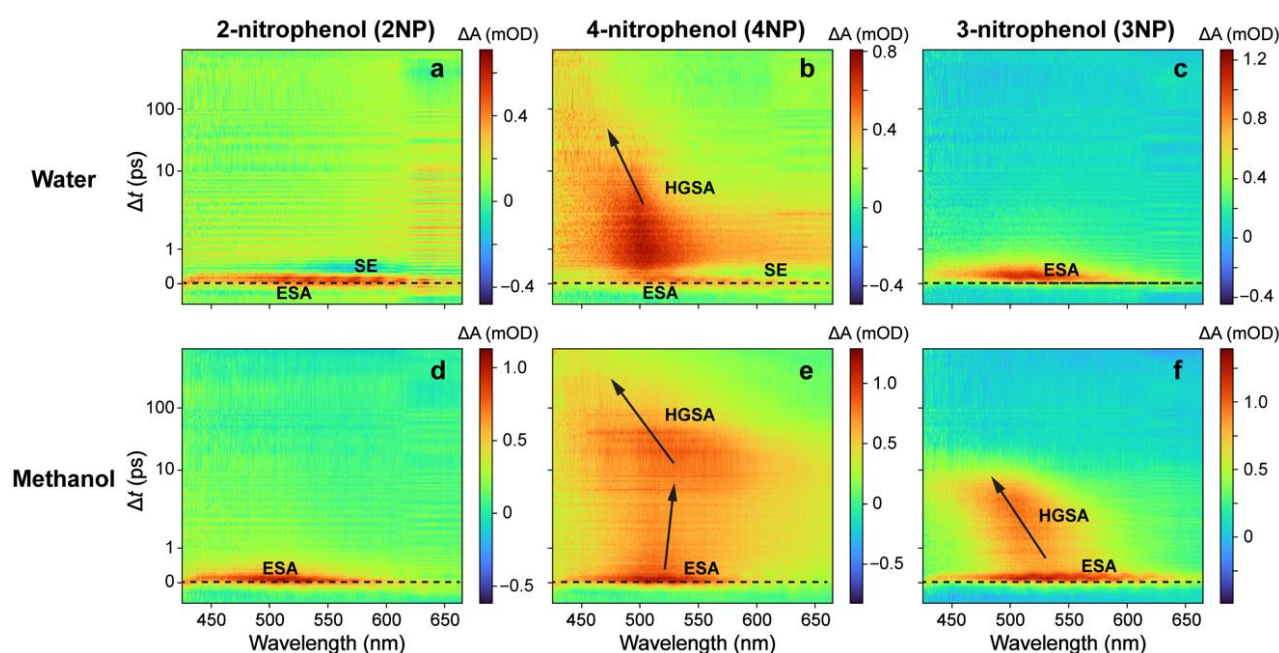 2-nitrophenol (2NP)
ΔA (mOD)
4-nitrophenol (4NP)
ΔA (mOD)
3-nitrophenol (3NP)
ΔA (mOD)
Water
Δt (ps)
100
10
1
0
a
SE
ESA
0.4
0
−0.4
b
HGSA
SE
ESA
0.8
0.4
0
−0.4
c
ESA
1.2
0.8
0.4
0.0
−0.4
ΔA (mOD)
ΔA (mOD)
ΔA (mOD)
Methanol
Δt (ps)
100
10
1
0
d
ESA
1.0
0.5
0
−0.5
e
HGSA
ESA
1.0
0.5
0
−0.5
f
HGSA
ESA
1.0
0.5
0
450 500 550 600 650
450 500 550 600 650
450 500 550 600 650
Wavelength (nm)
Wavelength (nm)
Wavelength (nm)